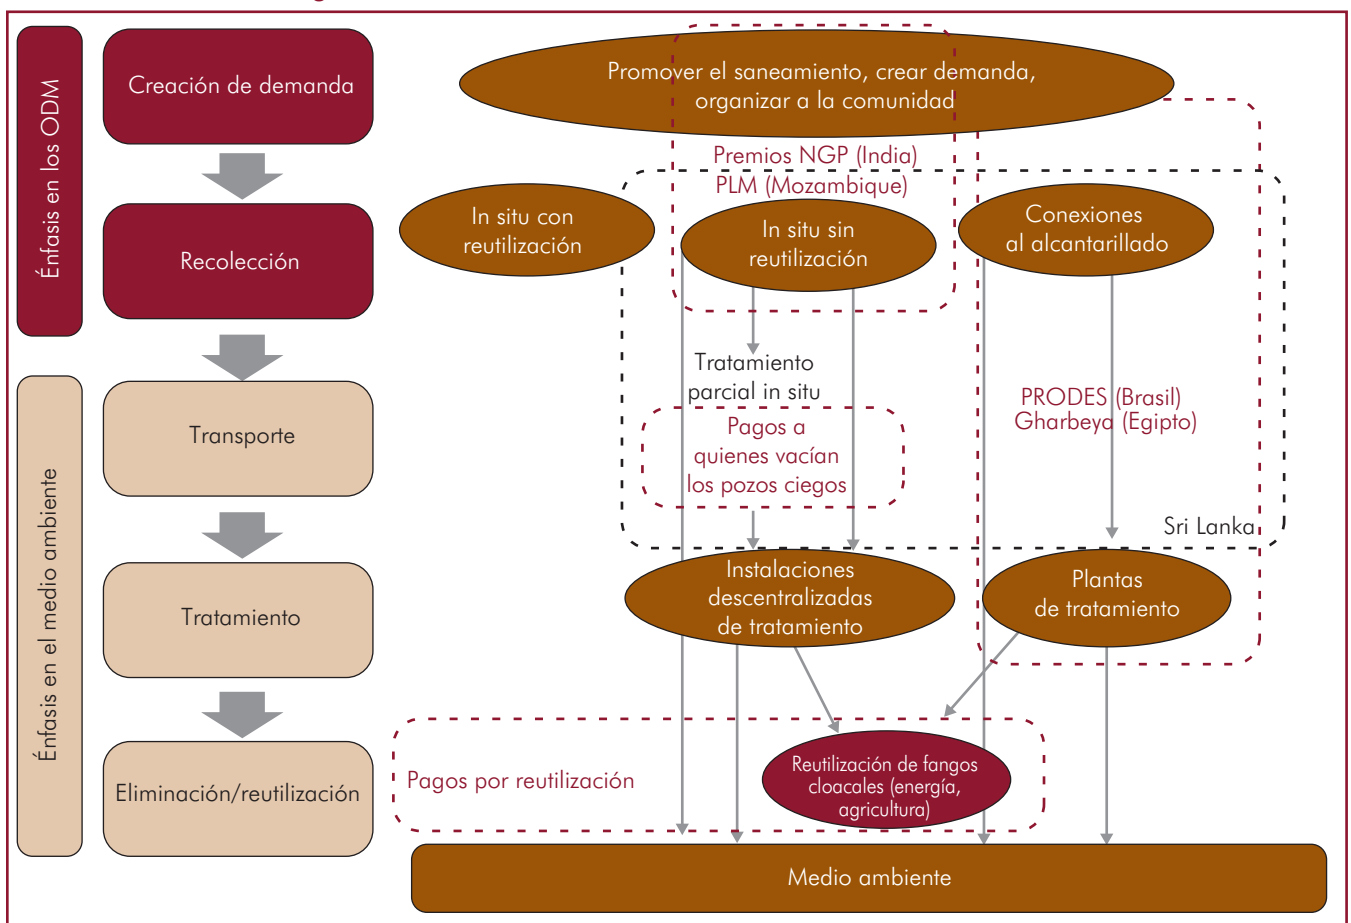 Énfasis en los ODM
Creación de demanda
Recolección
Énfasis en el medio ambiente
Transporte
Tratamiento
Eliminación/reutilización
Promover el saneamiento, crear demanda,
organizar a la comunidad
Premios NGP (India)
PLM (Mozambique)
In situ con
reutilización
In situ sin
reutilización
Conexiones
al alcantarillado
Tratamiento
parcial in situ
Pagos a
quienes vacían
los pozos ciegos
PRODES (Brasil)
Gharbeya (Egipto)
Sri Lanka
Instalaciones
descentralizadas
de tratamiento
Plantas
de tratamiento
Pagos por reutilización
Reutilización de fangos
cloacales (energía,
agricultura)
Medio ambiente